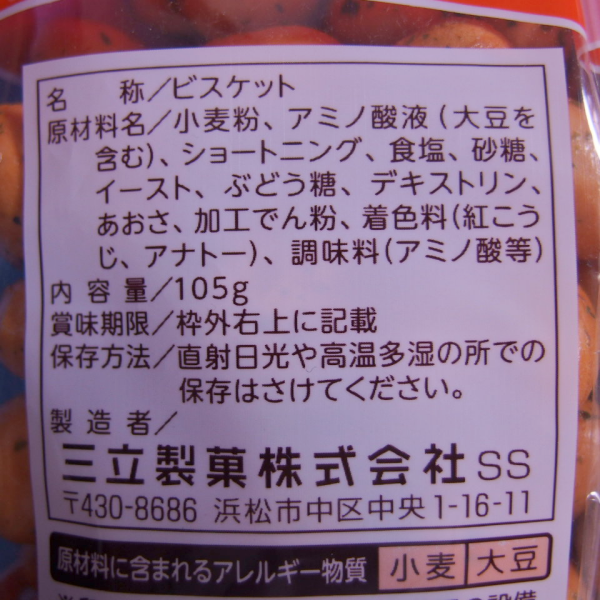 名　　称／ビスケット
原材料名／小麦粉、アミノ酸液（大豆を
含む）、ショートニング、食塩、砂糖、
イースト、ぶどう糖、デキストリン、
あおさ、加工でん粉、着色料（紅こう
じ、アナトー）、調味料（アミノ酸等）
内 容 量／105g
賞味期限／枠外右上に記載
保存方法／直射日光や高温多湿の所での
保存はさけてください。
製 造 者／
三立製菓株式会社 SS
〒430-8686 浜松市中区中央1-16-11
原材料に含まれるアレルギー物質 小麦 大豆